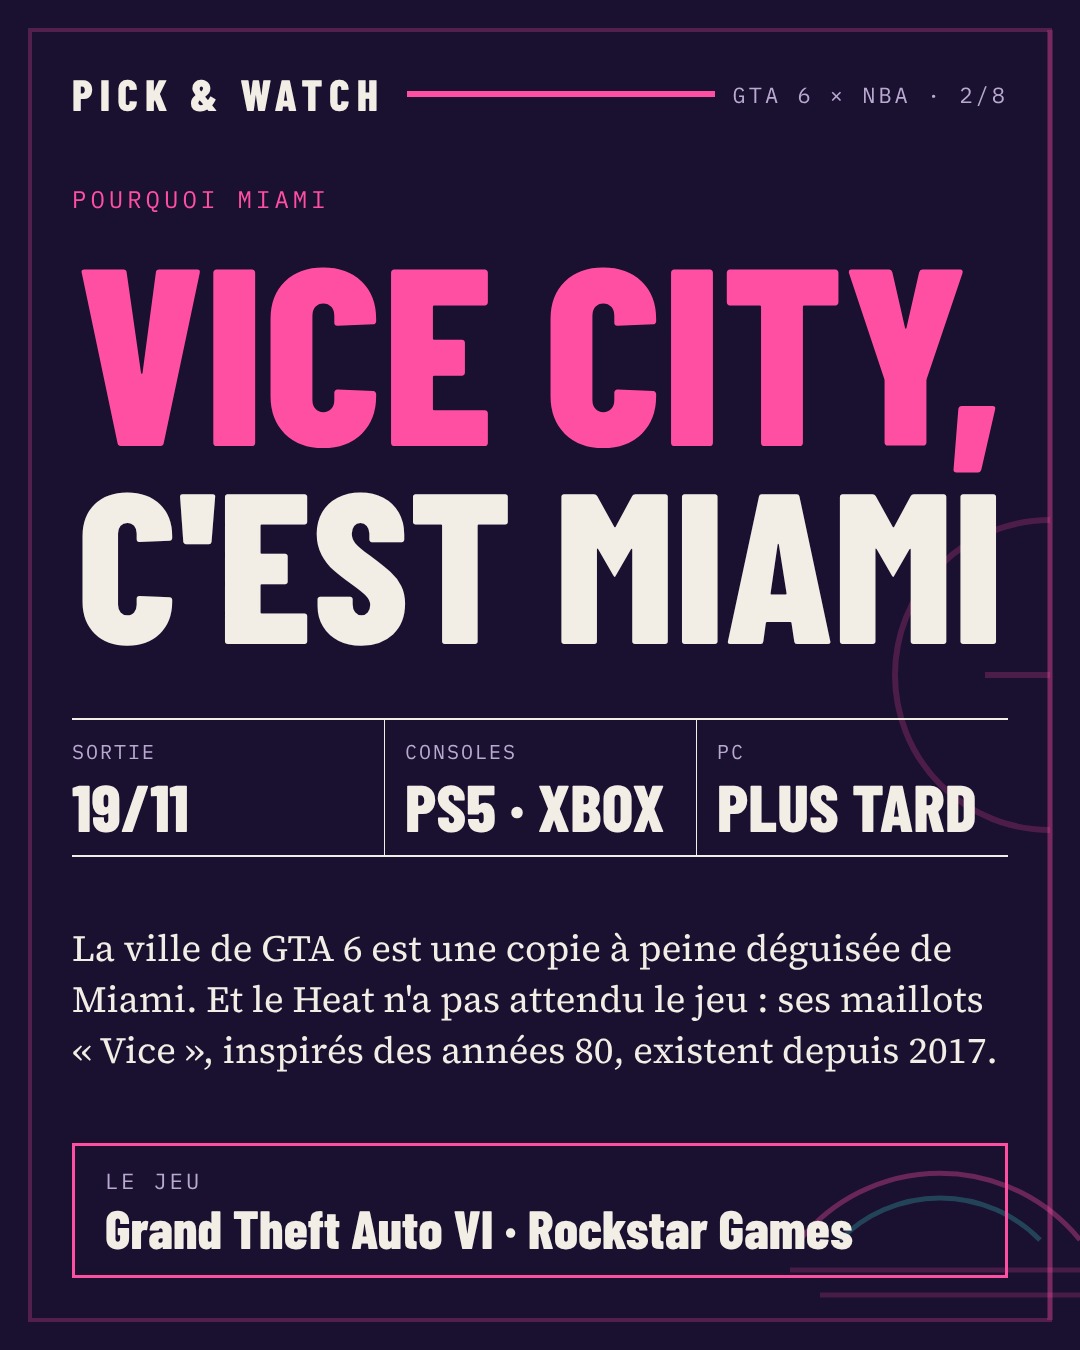 PICK & WATCH
GTA 6 × NBA · 2/8
POURQUOI MIAMI
VICE CITY,
C'EST MIAMI
SORTIE
19/11
CONSOLES
PS5 · XBOX
PC
PLUS TARD
La ville de GTA 6 est une copie à peine déguisée de
Miami. Et le Heat n'a pas attendu le jeu : ses maillots
« Vice », inspirés des années 80, existent depuis 2017.
LE JEU
Grand Theft Auto VI · Rockstar Games